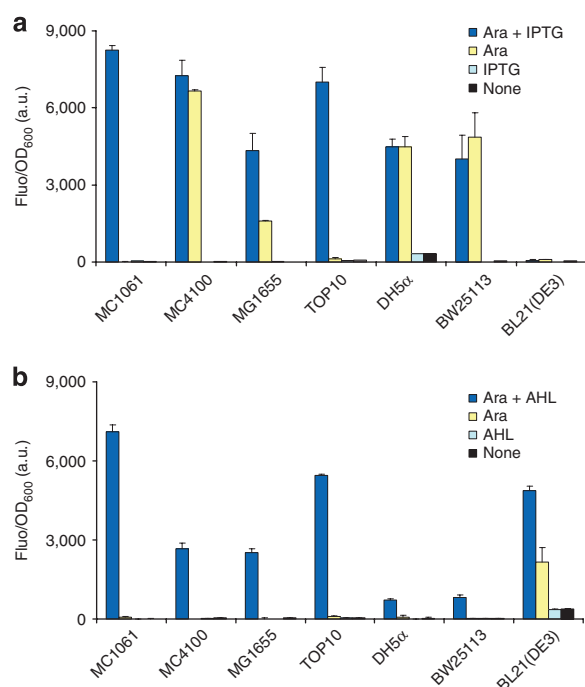 a
Fluo/OD600 (a.u.)
9,000
6,000
3,000
0
Ara + IPTG
Ara
IPTG
None
MC1061
MC4100
MG1655
TOP10
DH5α
BW25113
BL21(DE3)
b
Fluo/OD600 (a.u.)
9,000
6,000
3,000
0
Ara + AHL
Ara
AHL
None
MC1061
MC4100
MG1655
TOP10
DH5α
BW25113
BL21(DE3)